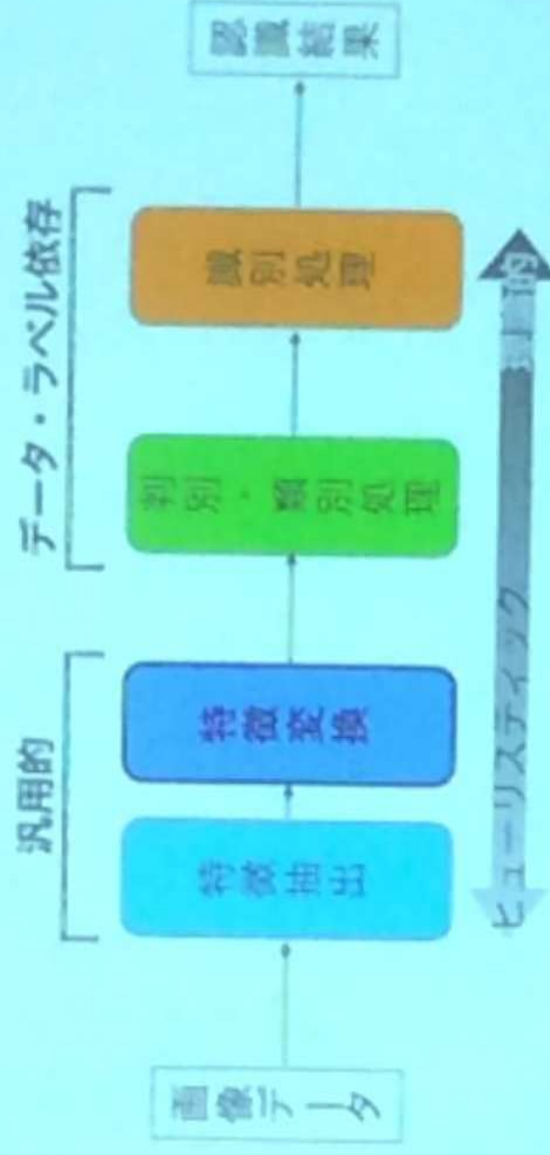 汎用的
データ・ラベル依存
画像データ
特徴抽出
特徴変換
判別・類別処理
識別処理
認識結果
ヒューリスティック
的